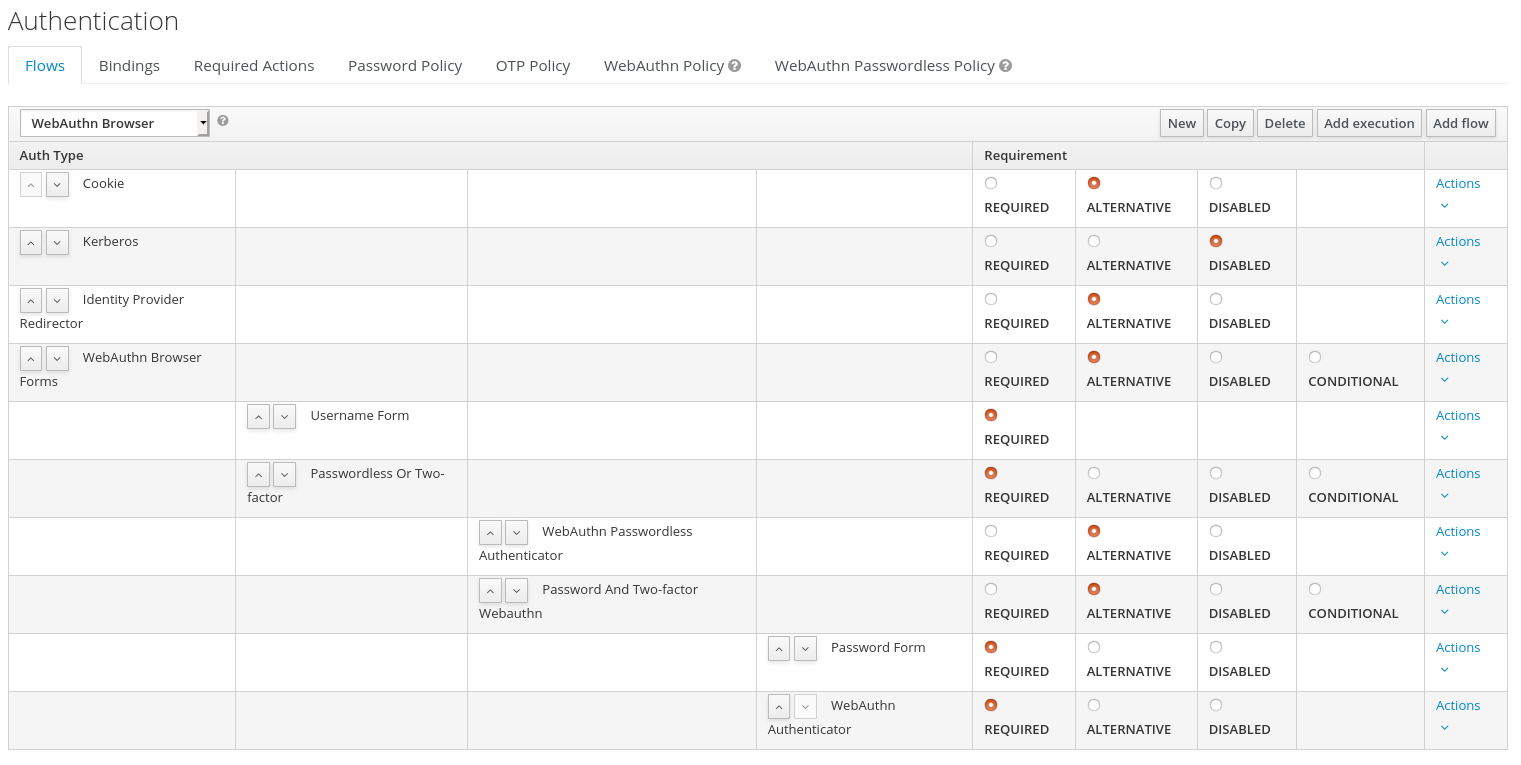 Authentication
Flows Bindings Required Actions Password Policy OTP Policy WebAuthn Policy WebAuthn Passwordless Policy
WebAuthn Browser New Copy Delete Add execution Add flow
Auth Type Requirement
Cookie Actions
REQUIRED ALTERNATIVE DISABLED
Kerberos Actions
REQUIRED ALTERNATIVE DISABLED
Identity Provider Actions
Redirector REQUIRED ALTERNATIVE DISABLED
WebAuthn Browser Actions
Forms REQUIRED ALTERNATIVE DISABLED CONDITIONAL
Username Form Actions
REQUIRED
Passwordless Or Two- Actions
factor REQUIRED ALTERNATIVE DISABLED CONDITIONAL
WebAuthn Passwordless Actions
Authenticator REQUIRED ALTERNATIVE DISABLED
Password And Two-factor Actions
Webauthn REQUIRED ALTERNATIVE DISABLED CONDITIONAL
Password Form Actions
REQUIRED ALTERNATIVE DISABLED
WebAuthn Actions
Authenticator REQUIRED ALTERNATIVE DISABLED